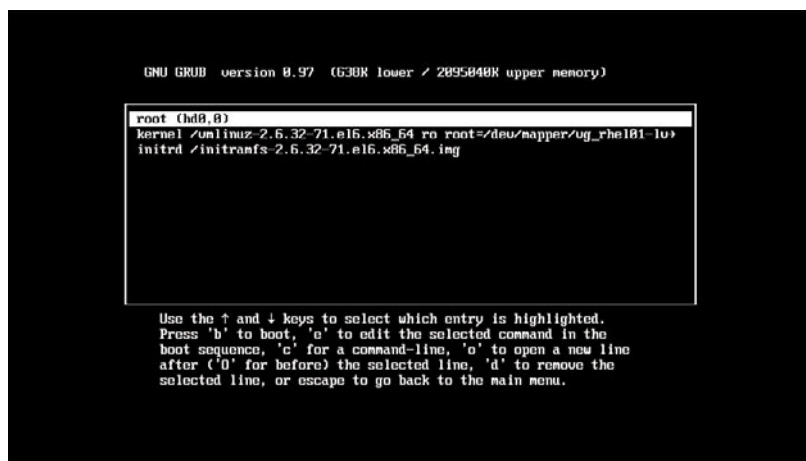 GNU GRUB version 0.97 (638K lower / 2095040K upper memory)
root (hd0,0)
kernel /vmlinuz-2.6.32-71.el6.x86_64 ro root=/dev/mapper/vg_rhel01-lv→
initrd /initramfs-2.6.32-71.el6.x86_64.img
Use the ↑ and ↓ keys to select which entry is highlighted.
Press 'b' to boot, 'e' to edit the selected command in the
boot sequence, 'c' for a command-line, 'o' to open a new line
after ('O' for before) the selected line, 'd' to remove the
selected line, or escape to go back to the main menu.